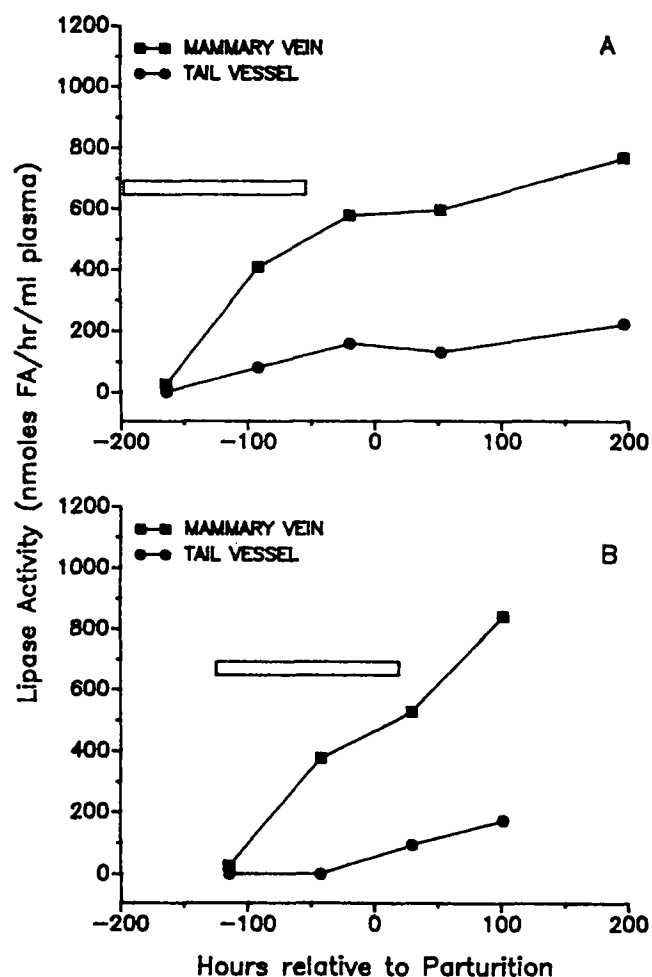 Lipase Activity (nmoles FA/hr/ml plasma)
1200
1000
800
600
400
200
0
MAMMARY VEIN
TAIL VESSEL
A
−200 −100 0 100 200
1200
1000
800
600
400
200
0
MAMMARY VEIN
TAIL VESSEL
B
−200 −100 0 100 200
Hours relative to Parturition